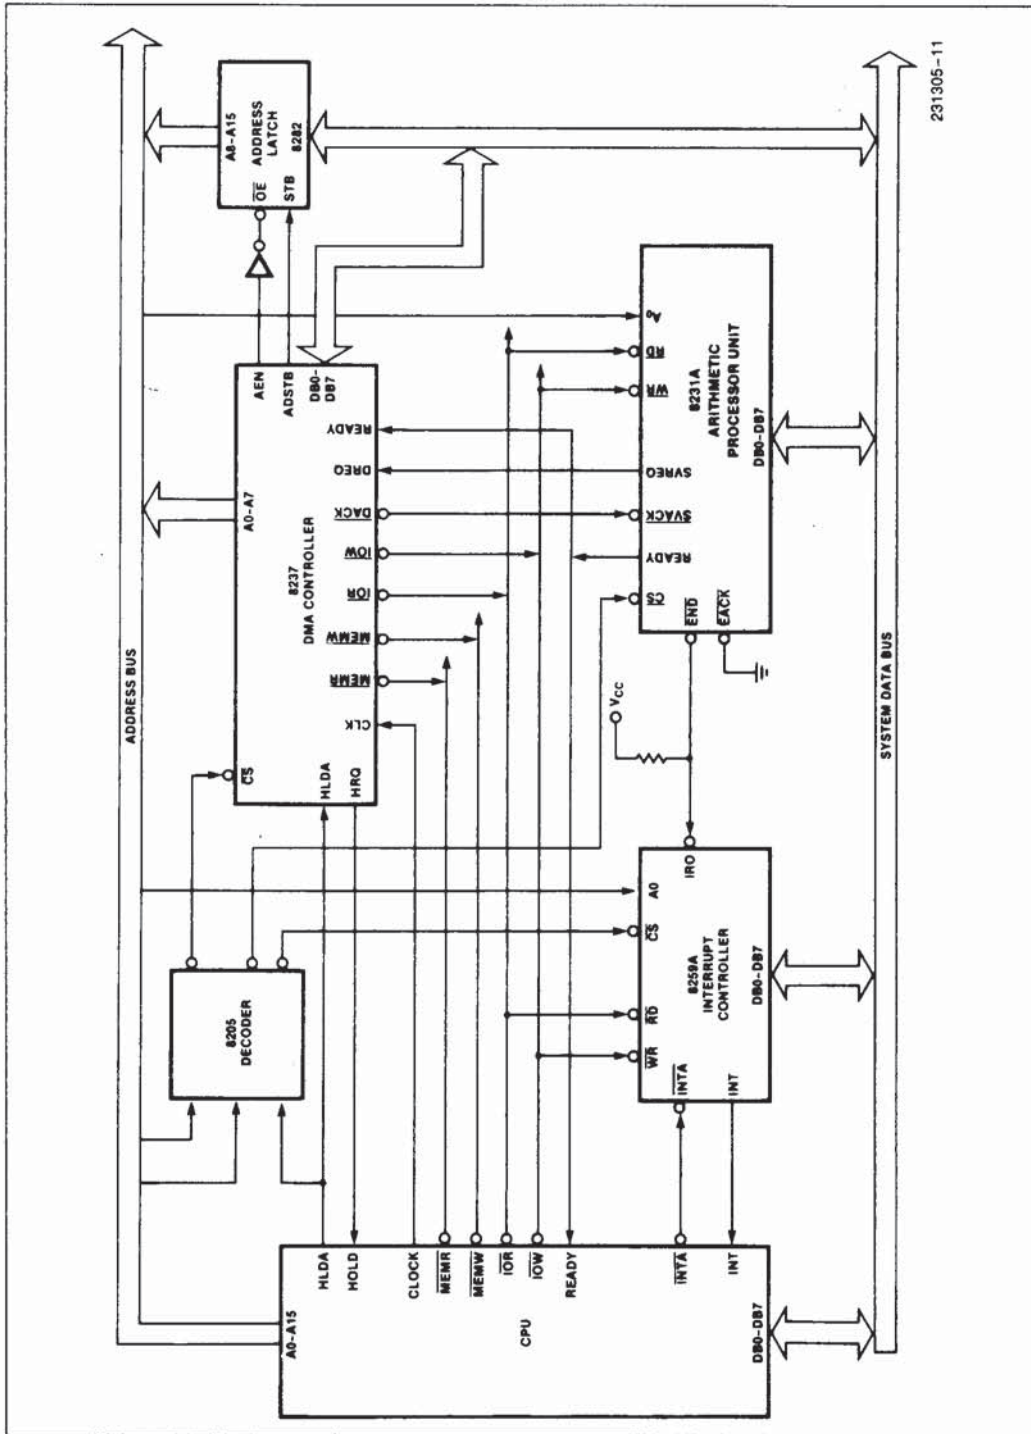 ADDRESS BUS
A8-A15
ADDRESS
LATCH
8282
OE
STB
AEN
ADSTB
DB0-
DB7
A0-A7
8237
DMA CONTROLLER
READY
DREQ
DACK
IOW
IOR
MEMW
MEMR
CLK
CS
HLDA
HRQ
8205
DECODER
A0
RD
WR
8231A
ARITHMETIC
PROCESSOR UNIT
DB0-DB7
SVREQ
SVACK
READY
CS
END
EACK
VCC
IRO
A0
CS
8259A
INTERRUPT
CONTROLLER
DB0-DB7
RD
WR
INTA
INT
A0-A15
HLDA
HOLD
CLOCK
MEMR
MEMW
IOR
IOW
READY
INTA
INT
CPU
DB0-DB7
SYSTEM DATA BUS
231305-11